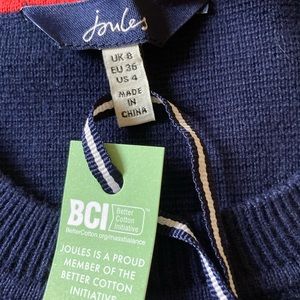 Joules
UK 8
EU 36
US 4
MADE
IN
CHINA
BCI
Better
Cotton
Initiative
BetterCotton.org/massbalance
JOULES IS A PROUD
MEMBER OF THE
BETTER COTTON
INITIATIVE